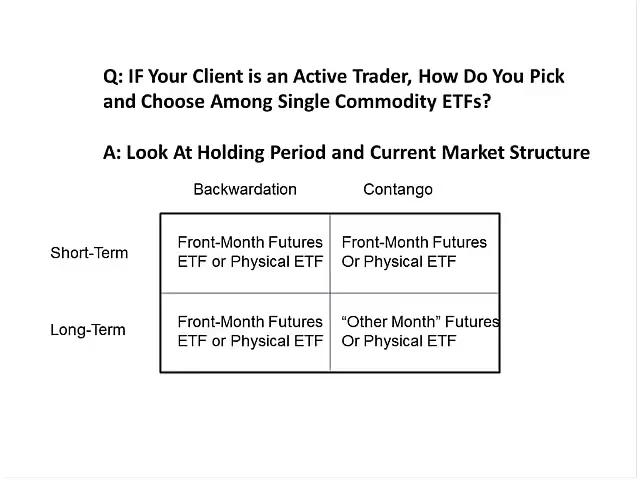 Q: IF Your Client is an Active Trader, How Do You Pick
and Choose Among Single Commodity ETFs?
A: Look At Holding Period and Current Market Structure
Backwardation Contango
Short-Term
Front-Month Futures
ETF or Physical ETF
Front-Month Futures
Or Physical ETF
Long-Term
Front-Month Futures
ETF or Physical ETF
“Other Month” Futures
Or Physical ETF